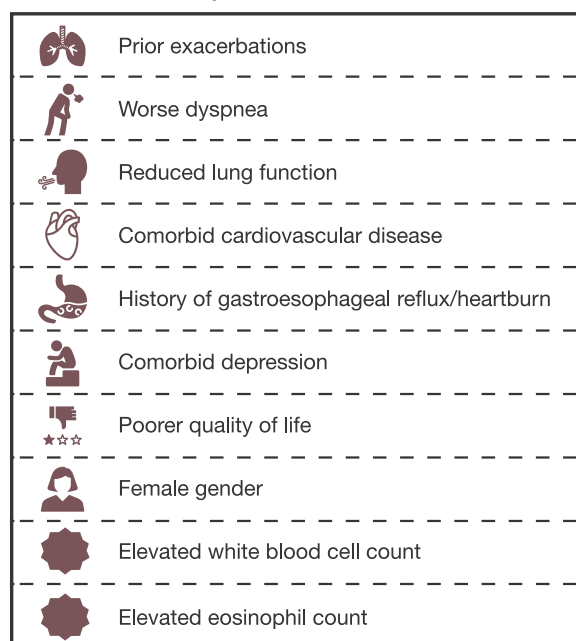 Prior exacerbations
Worse dyspnea
Reduced lung function
Comorbid cardiovascular disease
History of gastroesophageal reflux/heartburn
Comorbid depression
Poorer quality of life
Female gender
Elevated white blood cell count
Elevated eosinophil count